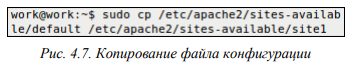 work@work:~$ sudo cp /etc/apache2/sites-availab
le/default /etc/apache2/sites-available/site1
Рис. 4.7. Копирование файла конфигурации